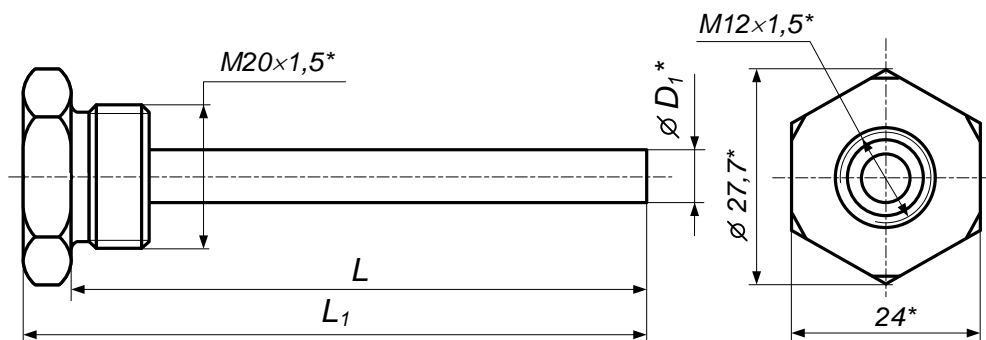 M20×1,5*
M12×1,5*
ø D₁*
ø 27,7*
L
L₁
24*